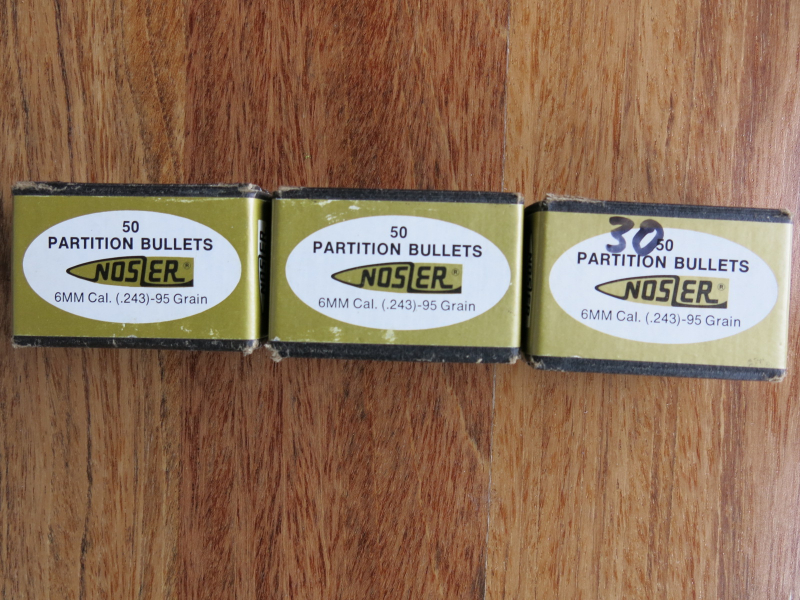 50
PARTITION BULLETS
NOSLER®
6MM Cal. (.243)-95 Grain
50
PARTITION BULLETS
NOSLER®
6MM Cal. (.243)-95 Grain
30 50
PARTITION BULLETS
NOSLER®
6MM Cal. (.243)-95 Grain